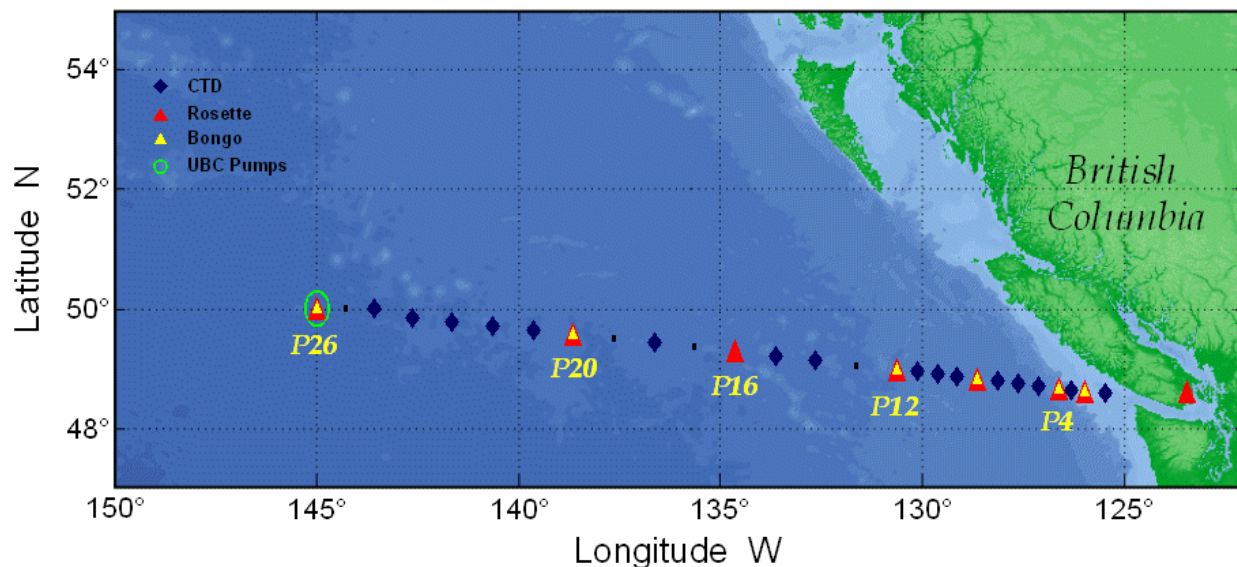 54°
52°
50°
48°
Latitude N
CTD
Rosette
Bongo
UBC Pumps
British
Columbia
P26
P20
P16
P12
P4
150°
145°
140°
135°
130°
125°
Longitude W